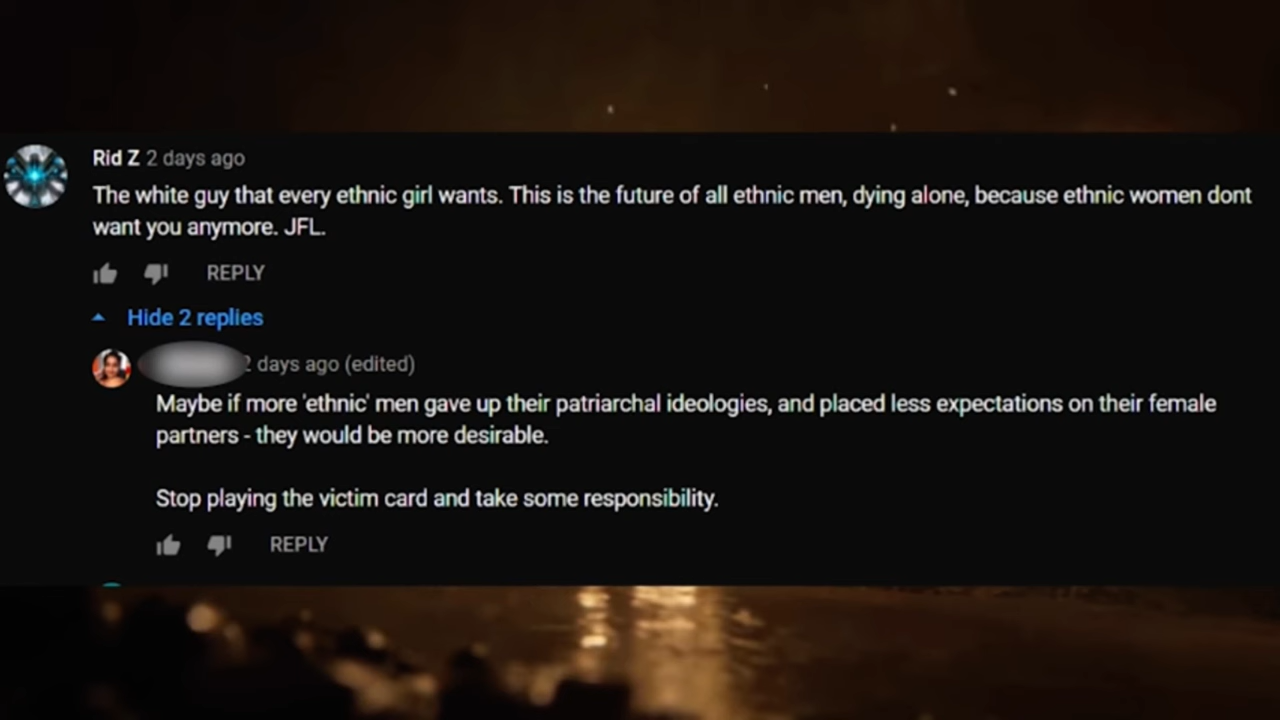 Rid Z 2 days ago
The white guy that every ethnic girl wants. This is the future of all ethnic men, dying alone, because ethnic women dont
want you anymore. JFL.
REPLY
Hide 2 replies
2 days ago (edited)
Maybe if more 'ethnic' men gave up their patriarchal ideologies, and placed less expectations on their female
partners - they would be more desirable.
Stop playing the victim card and take some responsibility.
REPLY